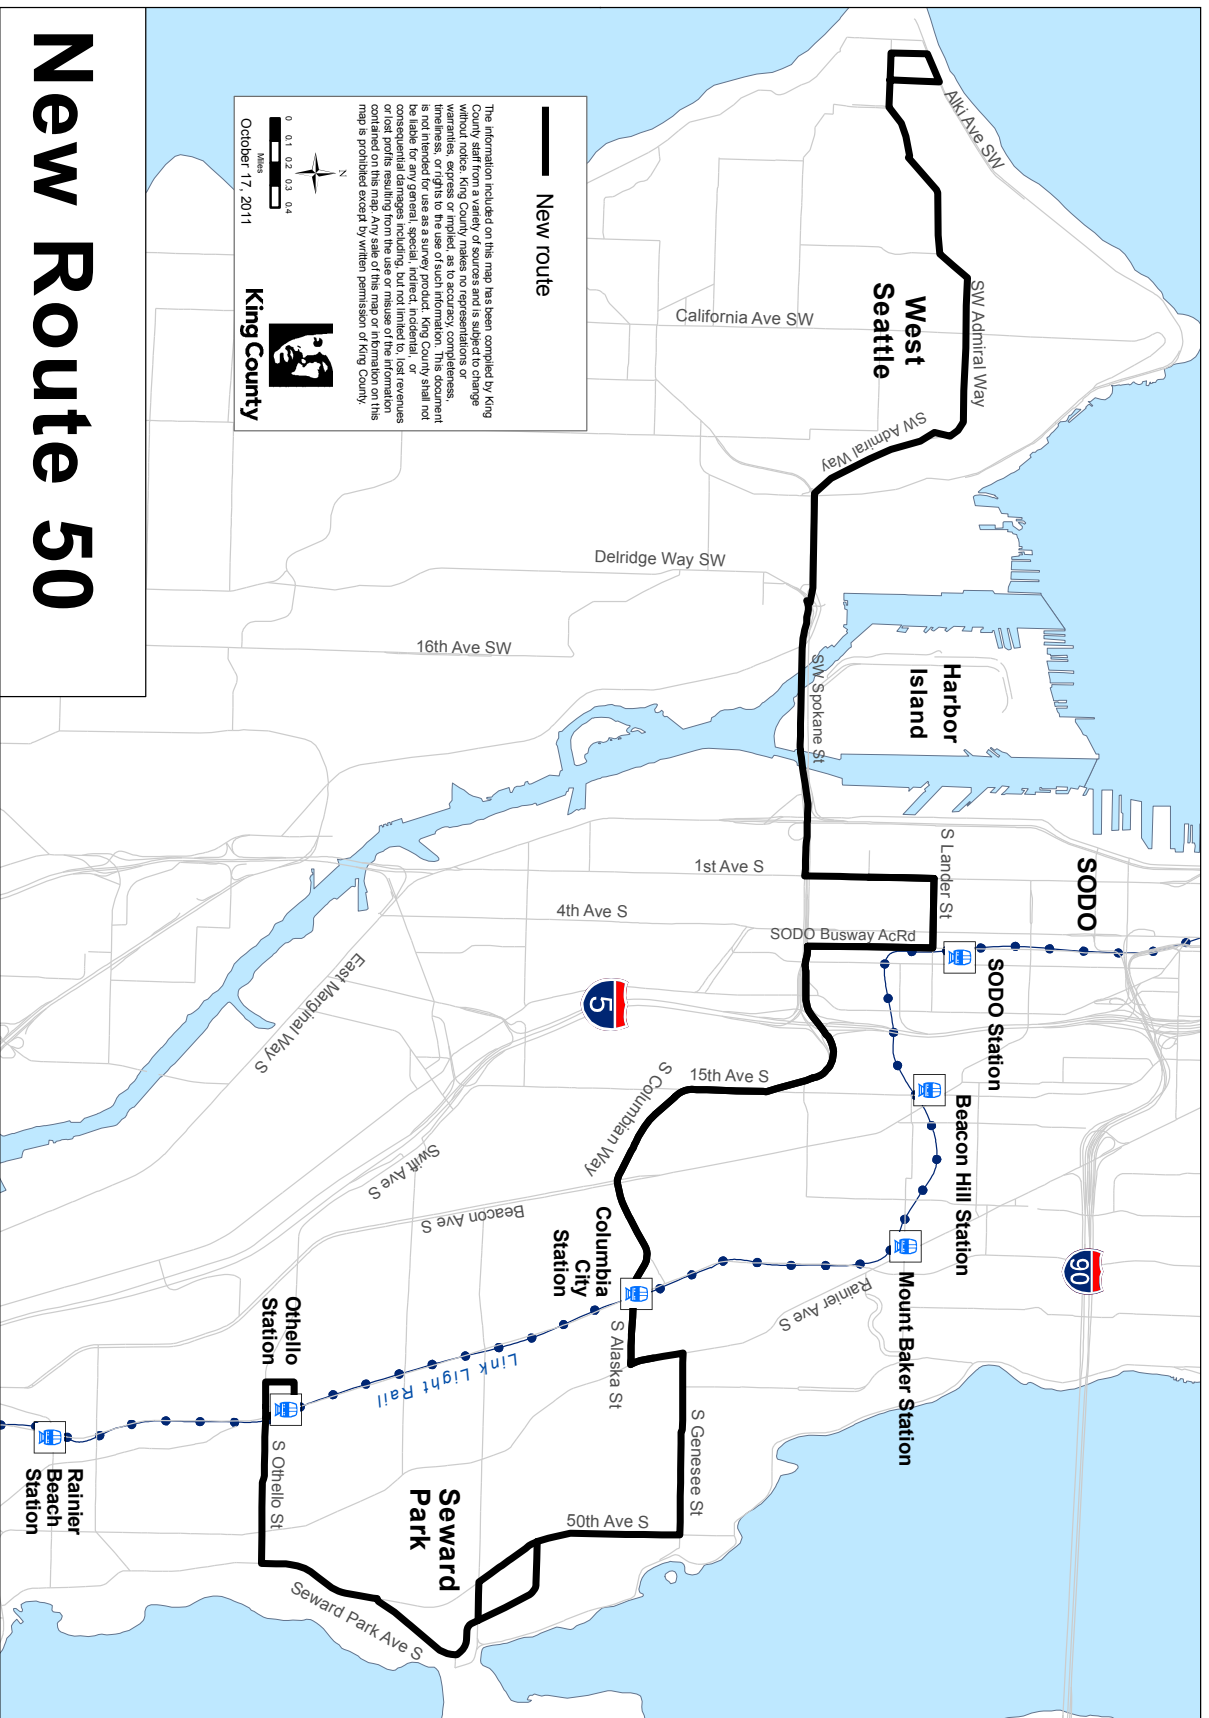 New Route 50
New route
The information included on this map has been compiled by King
County staff from a variety of sources and is subject to change
without notice. King County makes no representations or
warranties, express or implied, as to accuracy, completeness,
timeliness, or rights to the use of such information. This document
is not intended for use as a survey product. King County shall not
be liable for any general, special, indirect, incidental, or
consequential damages including, but not limited to, lost revenues
or lost profits resulting from the use or misuse of the information
contained on this map. Any sale of this map or information on this
map is prohibited except by written permission of King County.
N
0 0.1 0.2 0.3 0.4
Miles
October 17, 2011
King County
Alki Ave SW
SW Admiral Way
West
Seattle
California Ave SW
SW Admiral Way
Delridge Way SW
16th Ave SW
Harbor
Island
SW Spokane St
SODO
S Lander St
1st Ave S
4th Ave S
SODO Busway AcRd
SODO Station
East Marginal Way S
5
15th Ave S
S Columbian Way
Beacon Hill Station
Swift Ave S
Beacon Ave S
Columbia
City
Station
90
Mount Baker Station
Rainier Ave S
Othello
Station
Link Light Rail
S Alaska St
S Genesee St
S Othello St
Rainier
Beach
Station
Seward
Park
50th Ave S
Seward Park Ave S